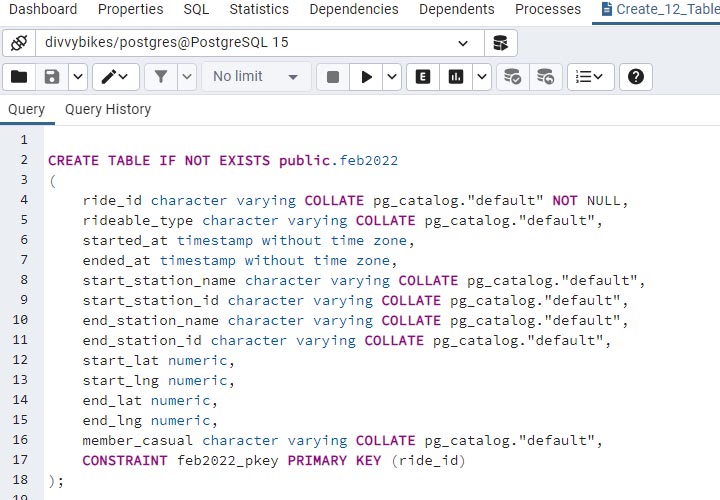 Dashboard Properties SQL Statistics Dependencies Dependents Processes Create_12_Table
divvybikes/postgres@PostgreSQL 15
No limit E
Query Query History
1
2 CREATE TABLE IF NOT EXISTS public.feb2022
3 (
4 ride_id character varying COLLATE pg_catalog."default" NOT NULL,
5 rideable_type character varying COLLATE pg_catalog."default",
6 started_at timestamp without time zone,
7 ended_at timestamp without time zone,
8 start_station_name character varying COLLATE pg_catalog."default",
9 start_station_id character varying COLLATE pg_catalog."default",
10 end_station_name character varying COLLATE pg_catalog."default",
11 end_station_id character varying COLLATE pg_catalog."default",
12 start_lat numeric,
13 start_lng numeric,
14 end_lat numeric,
15 end_lng numeric,
16 member_casual character varying COLLATE pg_catalog."default",
17 CONSTRAINT feb2022_pkey PRIMARY KEY (ride_id)
18 );